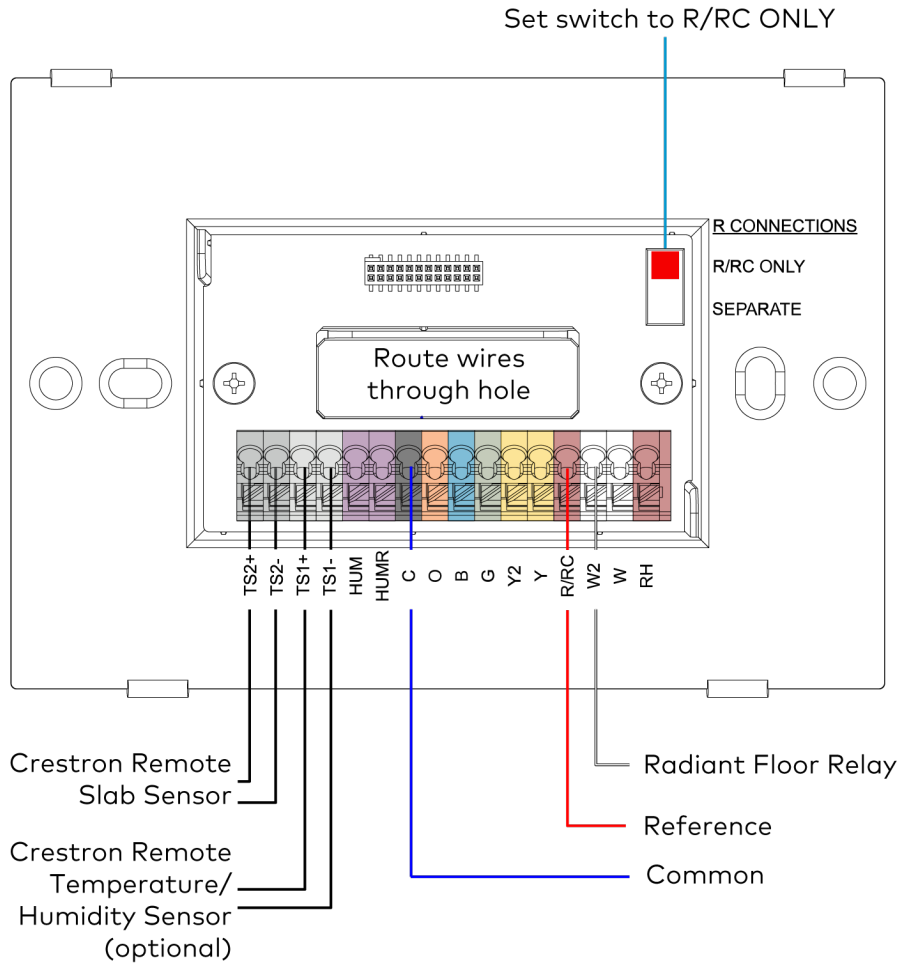 Set switch to R/RC ONLY
R CONNECTIONS
R/RC ONLY
SEPARATE
Route wires
through hole
TS2+
TS2-
TS1+
TS1-
HUM
HUMR
C
O
B
G
Y2
Y
R/RC
W2
W
RH
Crestron Remote
Slab Sensor
Crestron Remote
Temperature/
Humidity Sensor
(optional)
Radiant Floor Relay
Reference
Common